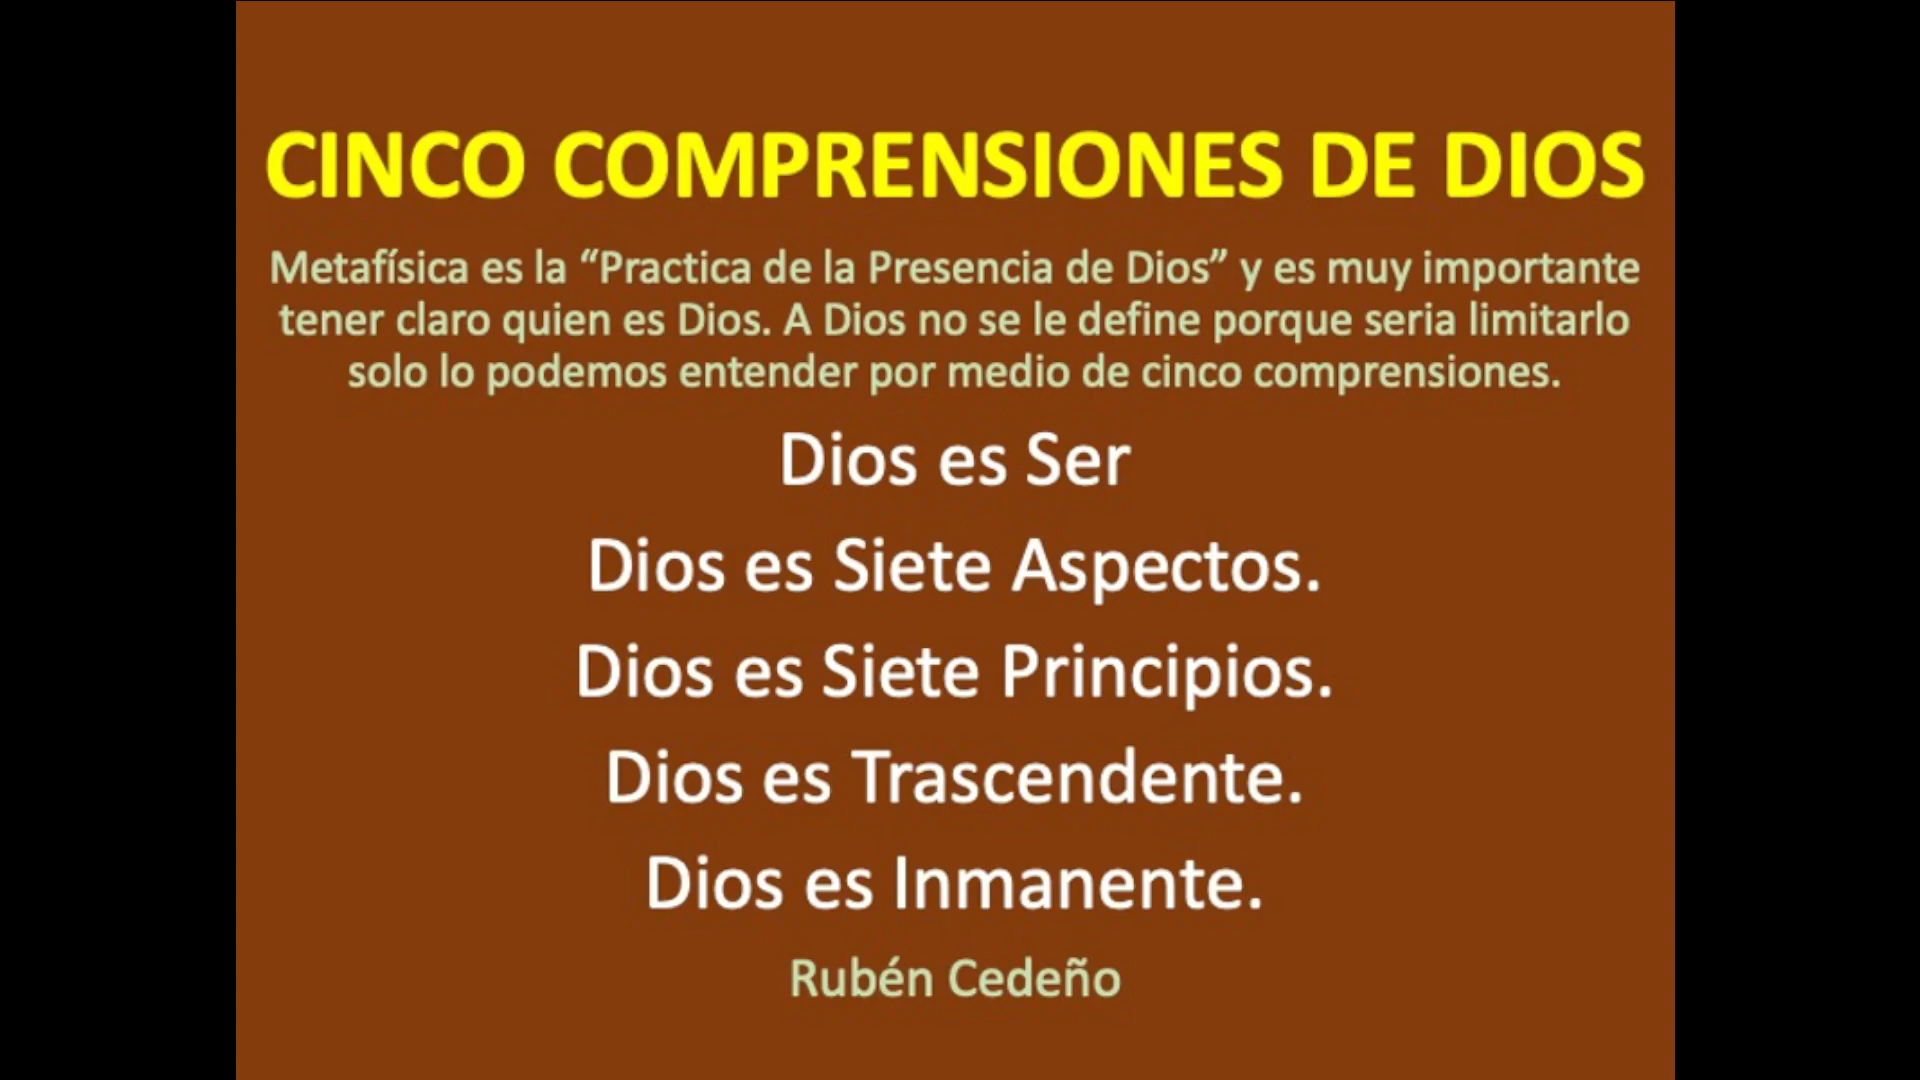 CINCO COMPRENSIONES DE DIOS
Metafísica es la “Practica de la Presencia de Dios” y es muy importante
tener claro quien es Dios. A Dios no se le define porque seria limitarlo
solo lo podemos entender por medio de cinco comprensiones.
Dios es Ser
Dios es Siete Aspectos.
Dios es Siete Principios.
Dios es Trascendente.
Dios es Inmanente.
Rubén Cedeño